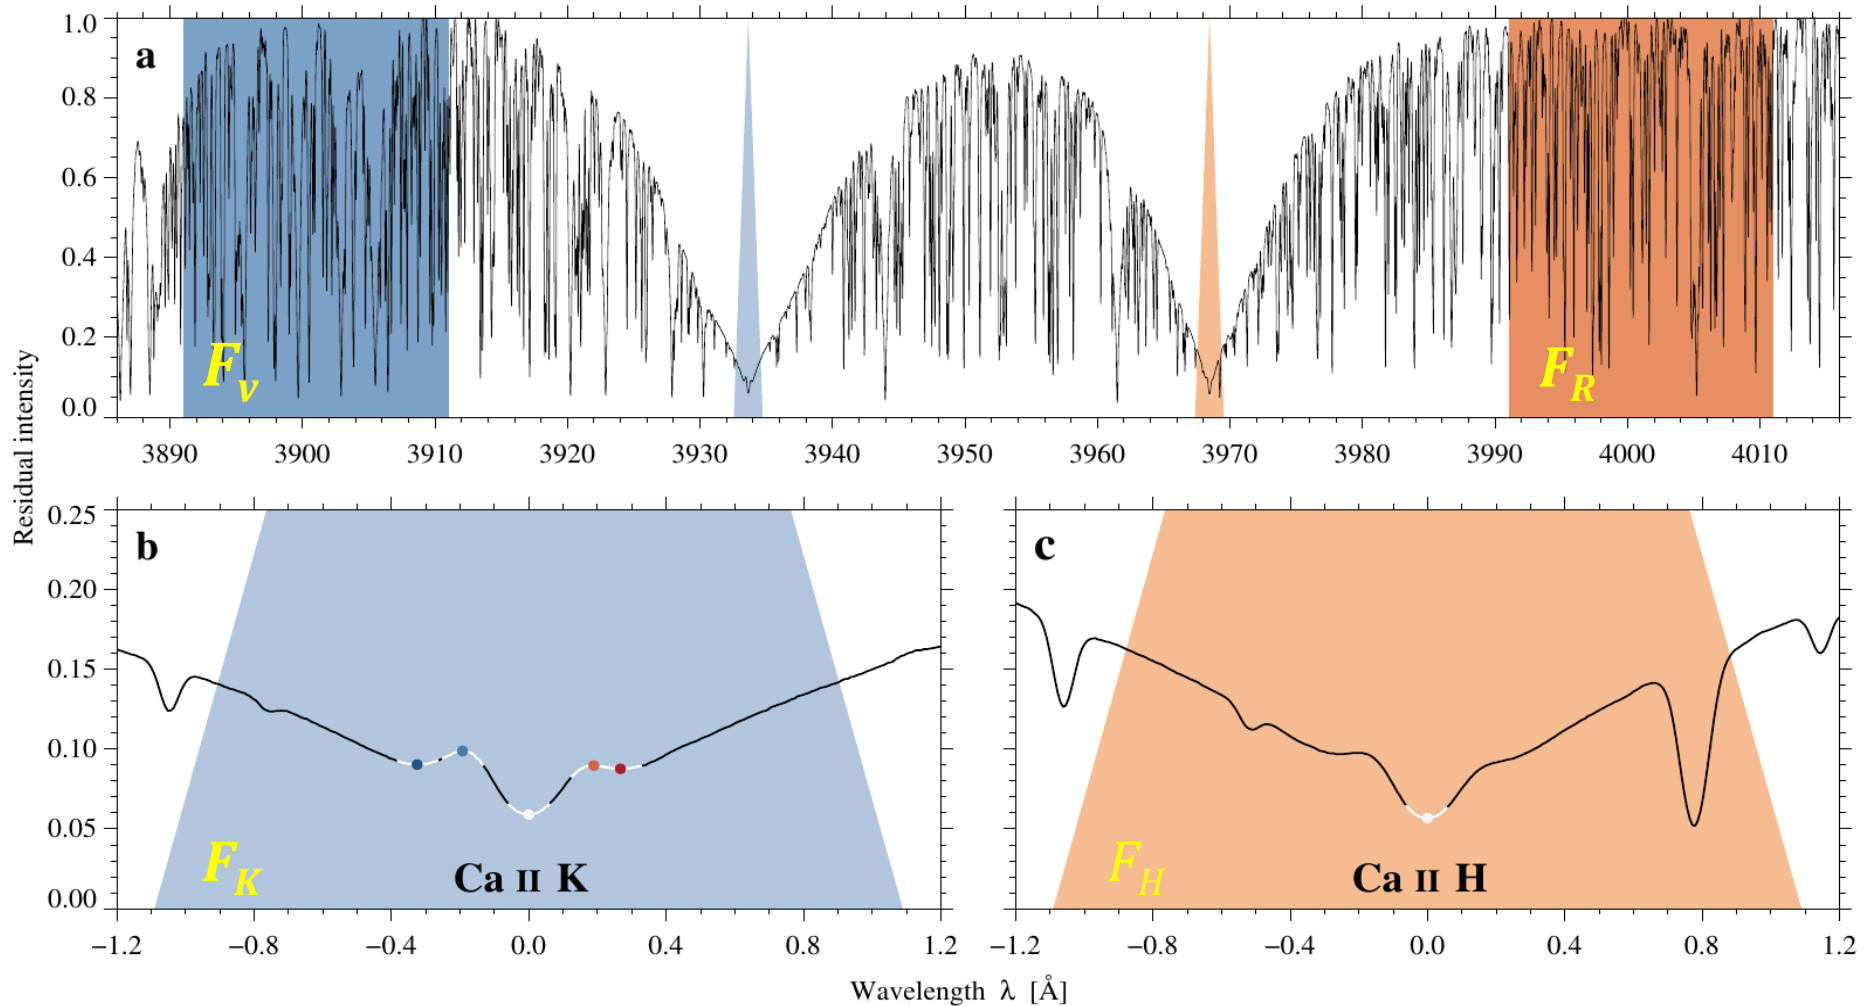 Residual intensity
a
1.0
0.8
0.6
0.4
0.2
0.0
F_v
F_R
3890 3900 3910 3920 3930 3940 3950 3960 3970 3980 3990 4000 4010
b
0.25
0.20
0.15
0.10
0.05
0.00
F_K
Ca II K
−1.2 −0.8 −0.4 0.0 0.4 0.8 1.2
c
F_H
Ca II H
−1.2 −0.8 −0.4 0.0 0.4 0.8 1.2
Wavelength λ [Å]